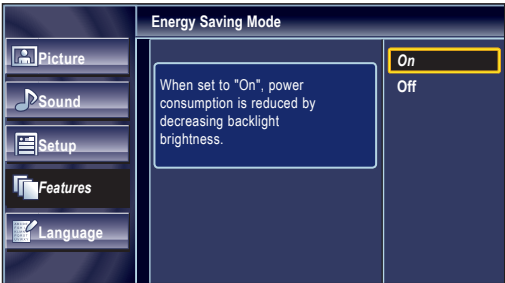 Energy Saving Mode
Picture
Sound
Setup
Features
Language
When set to "On", power
consumption is reduced by
decreasing backlight
brightness.
On
Off